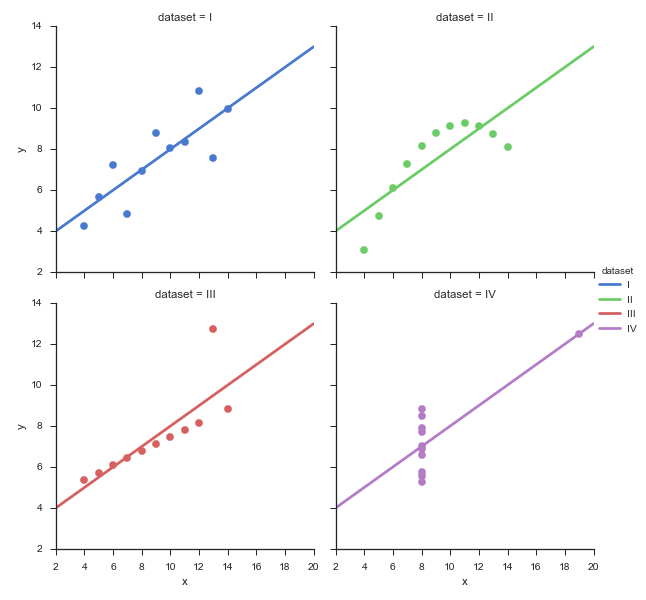 dataset = I
dataset = II
14
12
10
8
6
4
2
y
dataset
I
II
III
IV
dataset = III
dataset = IV
14
12
10
8
6
4
2
y
2 4 6 8 10 12 14 16 18 20
2 4 6 8 10 12 14 16 18 20
x
x